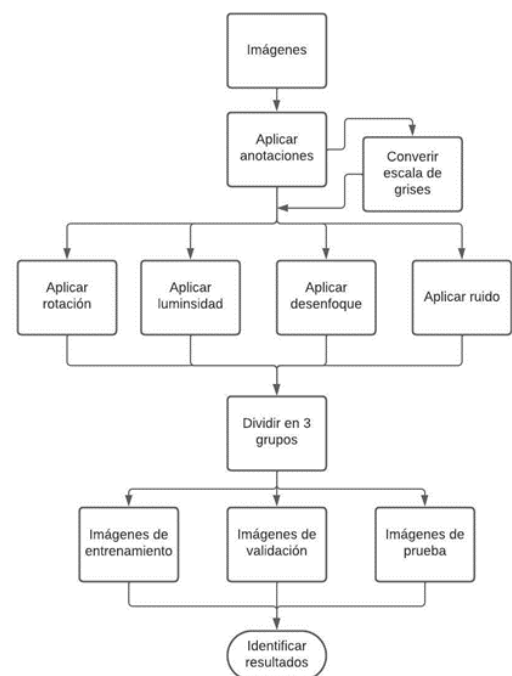 Imágenes
Aplicar
anotaciones
Converir
escala de
grises
Aplicar
rotación
Aplicar
luminsidad
Aplicar
desenfoque
Aplicar ruido
Dividir en 3
grupos
Imágenes de
entrenamiento
Imágenes de
validación
Imágenes de
prueba
Identificar
resultados